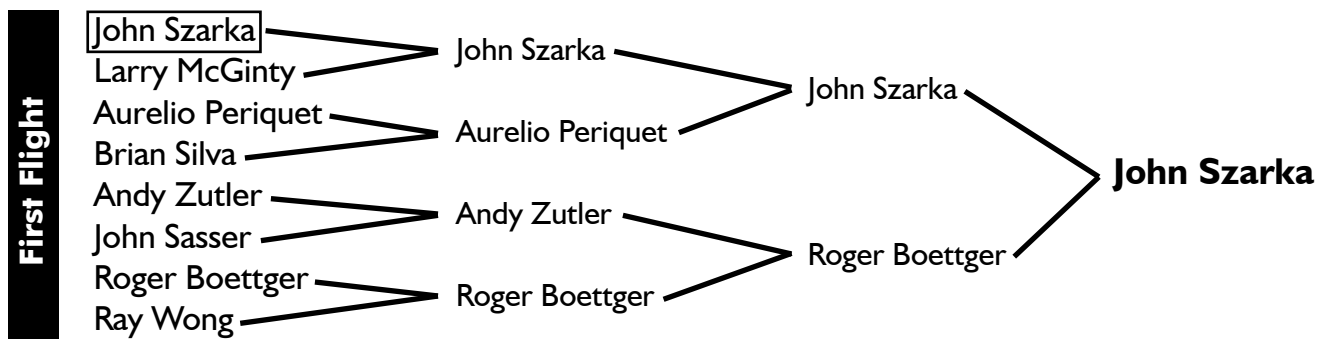 First Flight
John Szarka
Larry McGinty
Aurelio Periquet
Brian Silva
Andy Zutler
John Sasser
Roger Boettger
Ray Wong
John Szarka
Aurelio Periquet
Andy Zutler
Roger Boettger
John Szarka
Roger Boettger
John Szarka